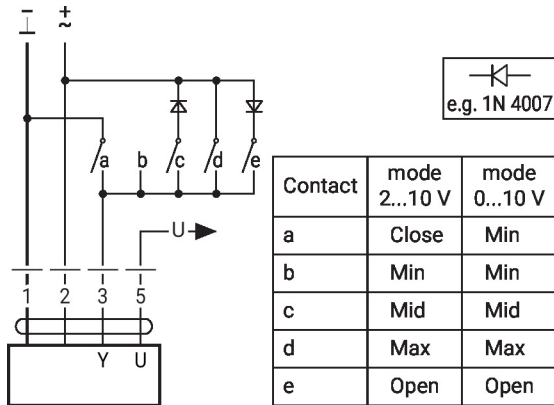 − +
⊥ ~
a b c d e
U
1 2 3 5
Y U
e.g. 1N 4007
Contact mode 2...10 V mode 0...10 V
a Close Min
b Min Min
c Mid Mid
d Max Max
e Open Open